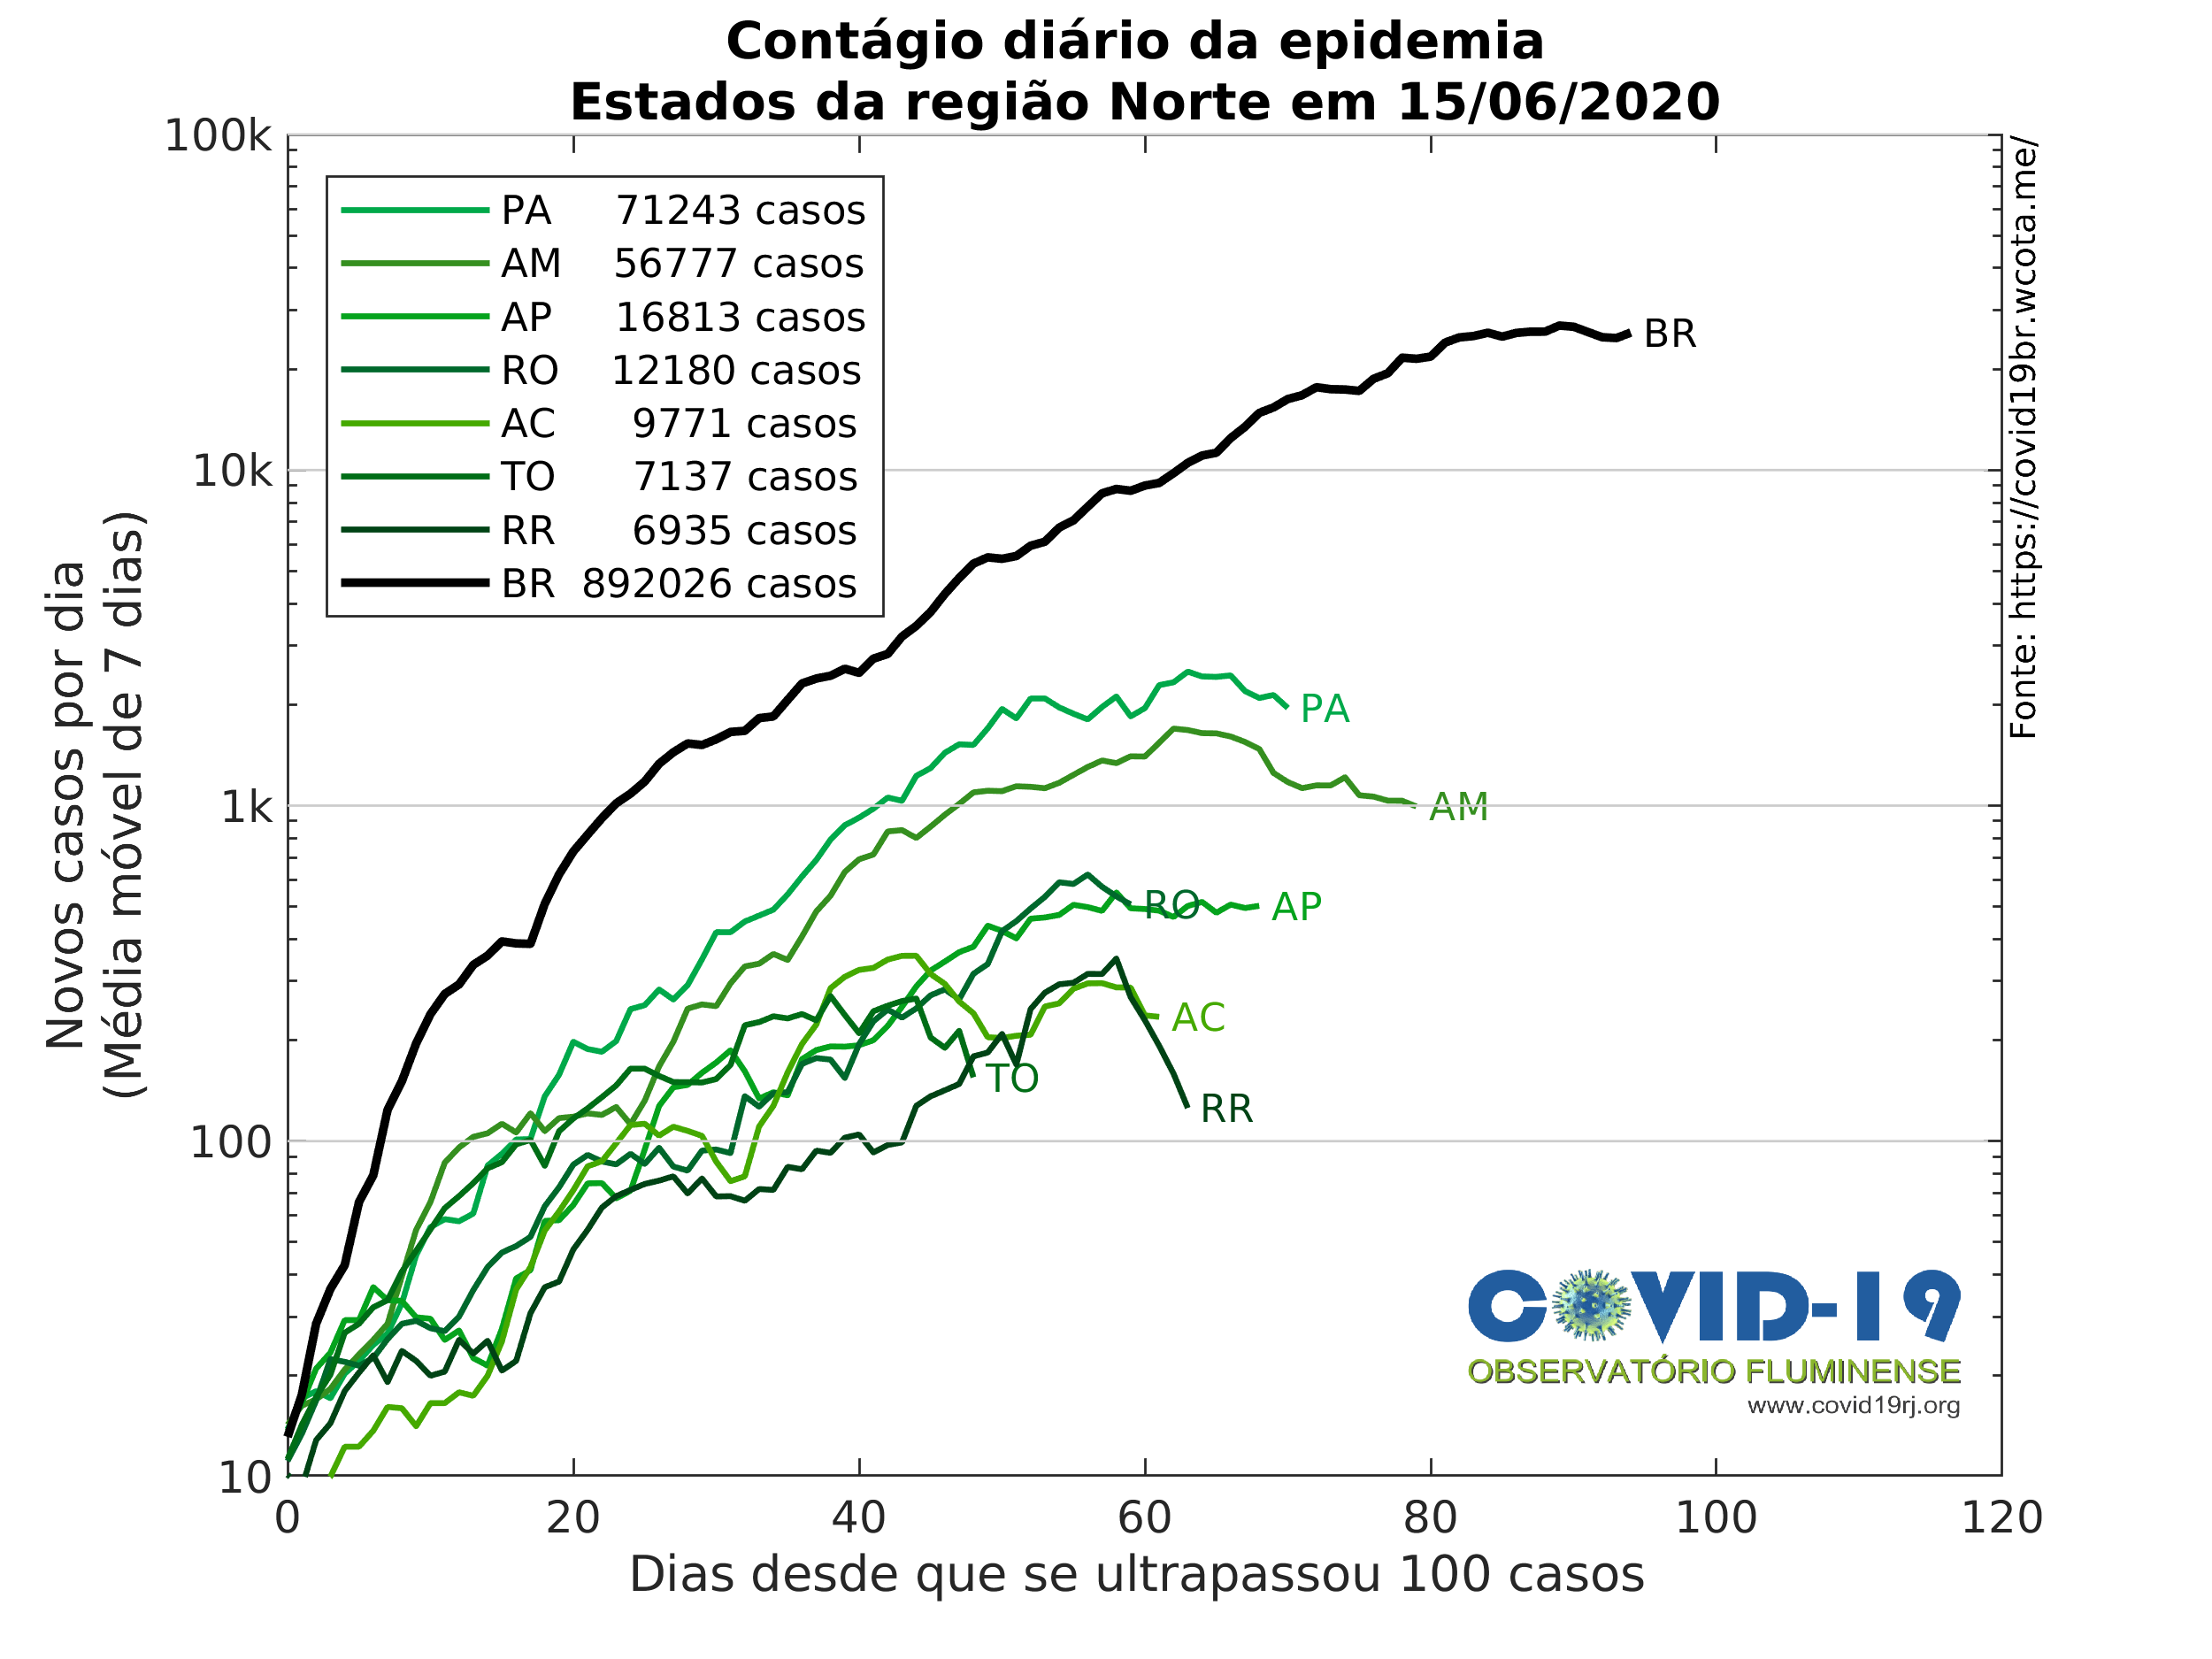 Contágio diário da epidemia
Estados da região Norte em 15/06/2020
100k
10k
1k
100
10
Novos casos por dia
(Média móvel de 7 dias)
PA 71243 casos
AM 56777 casos
AP 16813 casos
RO 12180 casos
AC 9771 casos
TO 7137 casos
RR 6935 casos
BR 892026 casos
BR
PA
AM
RO
AP
AC
TO
RR
Fonte: https://covid19br.wcota.me/
COVID-19
OBSERVATÓRIO FLUMINENSE
www.covid19rj.org
0 20 40 60 80 100 120
Dias desde que se ultrapassou 100 casos